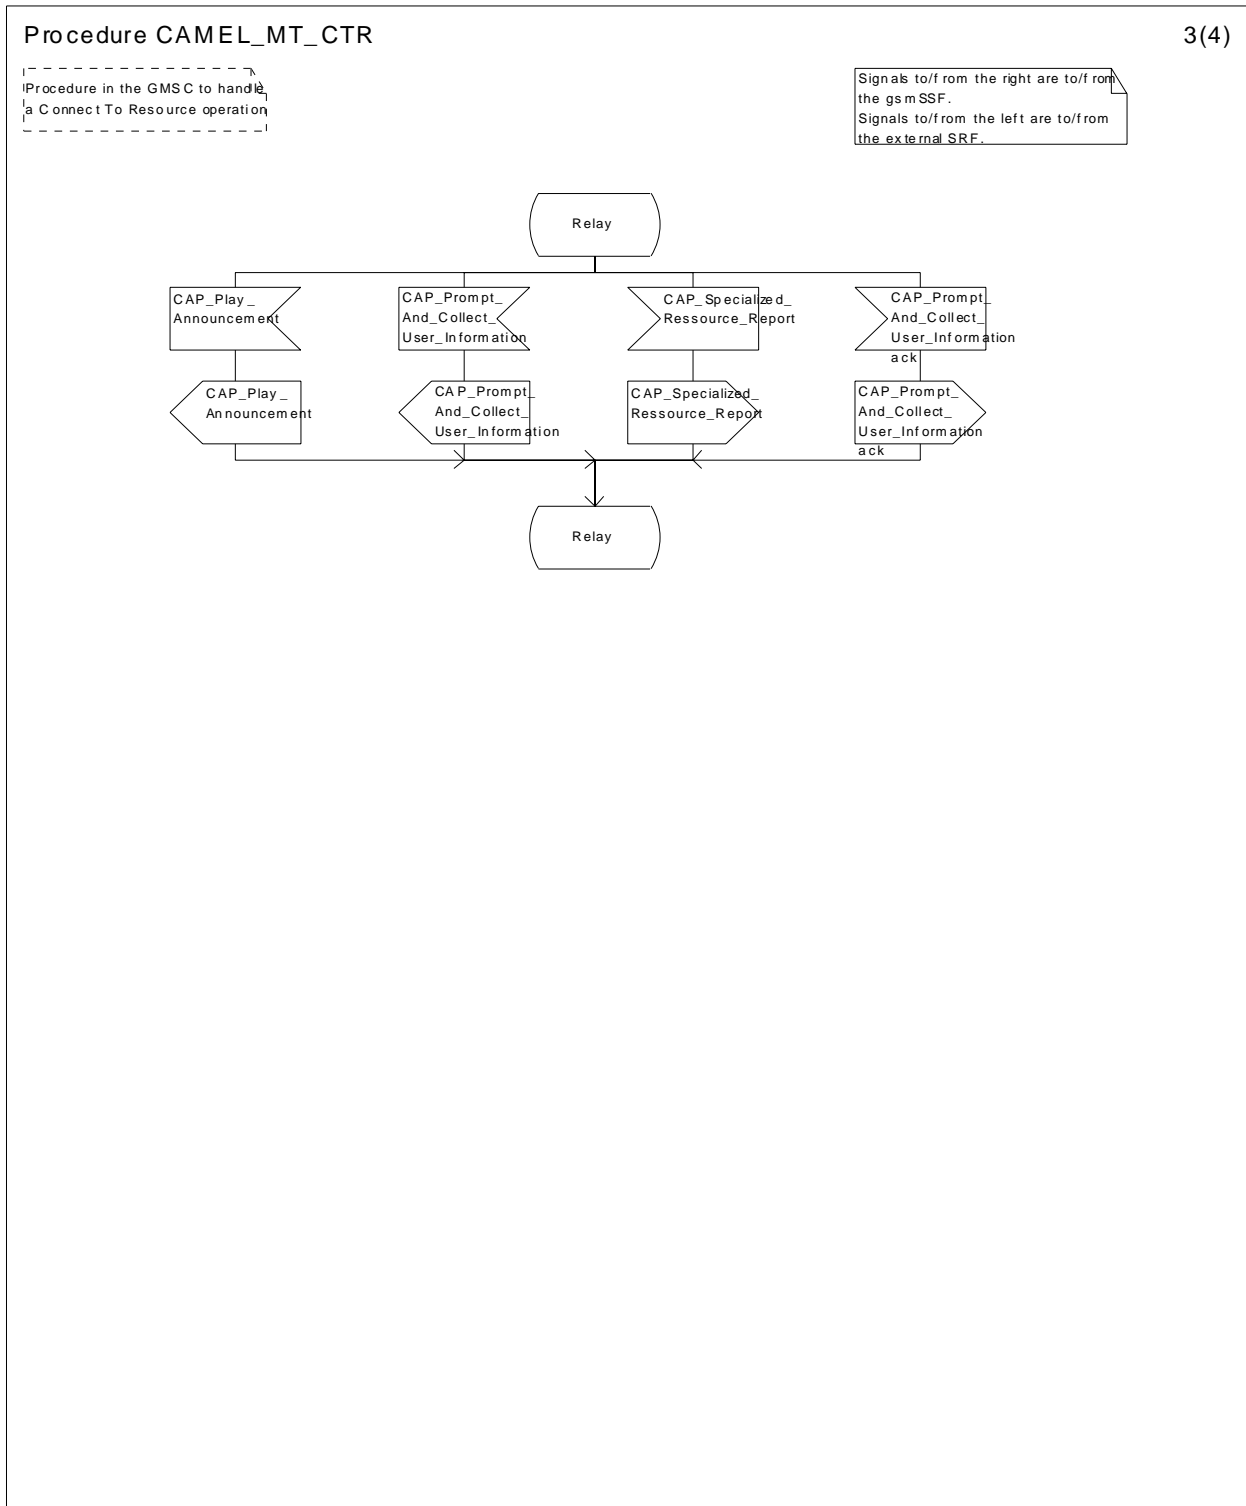 Procedure CAMEL_MT_CTR
3(4)
Procedure in the GMSC to handle
a Connect To Resource operation
Signals to/from the right are to/from
the gsmSSF.
Signals to/from the left are to/from
the external SRF.
Relay
CAP_Play_
Announcement
CAP_Prompt_
And_Collect_
User_Information
CAP_Specialized_
Ressource_Report
CAP_Prompt_
And_Collect_
User_Information
ack
CAP_Play_
Announcement
CAP_Prompt_
And_Collect_
User_Information
CAP_Specialized_
Ressource_Report
CAP_Prompt_
And_Collect_
User_Information
ack
Relay